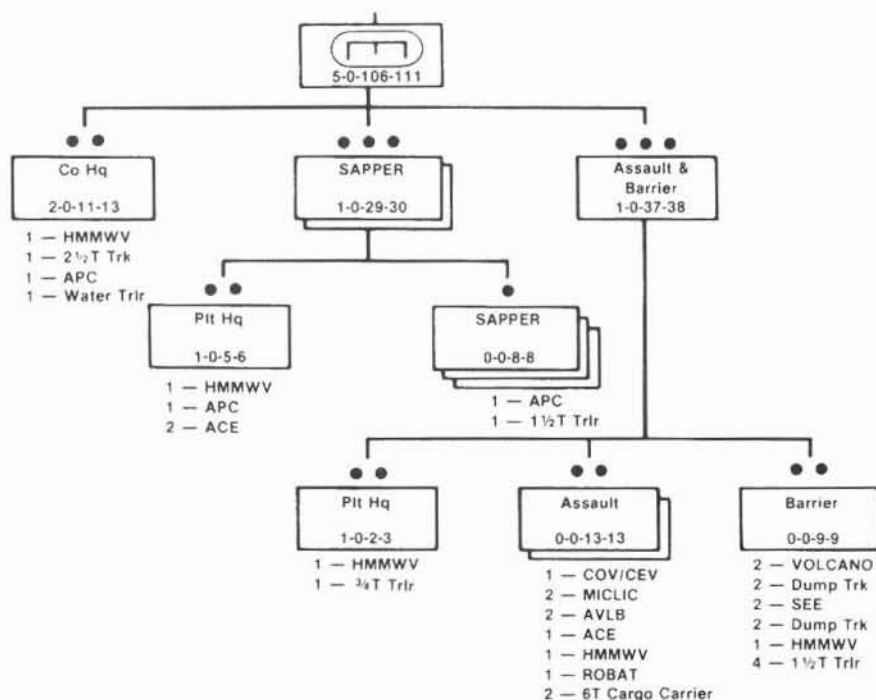 5-0-106-111
Co Hq
2-0-11-13
1 — HMMWV
1 — 2½T Trk
1 — APC
1 — Water Trlr
SAPPER
1-0-29-30
Assault &
Barrier
1-0-37-38
Plt Hq
1-0-5-6
1 — HMMWV
1 — APC
2 — ACE
SAPPER
0-0-8-8
1 — APC
1 — 1½T Trlr
Plt Hq
1-0-2-3
1 — HMMWV
1 — ¾T Trlr
Assault
0-0-13-13
1 — COV/CEV
2 — MICLIC
2 — AVLB
1 — ACE
1 — HMMWV
1 — ROBAT
2 — 6T Cargo Carrier
Barrier
0-0-9-9
2 — VOLCANO
2 — Dump Trk
2 — SEE
2 — Dump Trk
1 — HMMWV
4 — 1½T Trlr